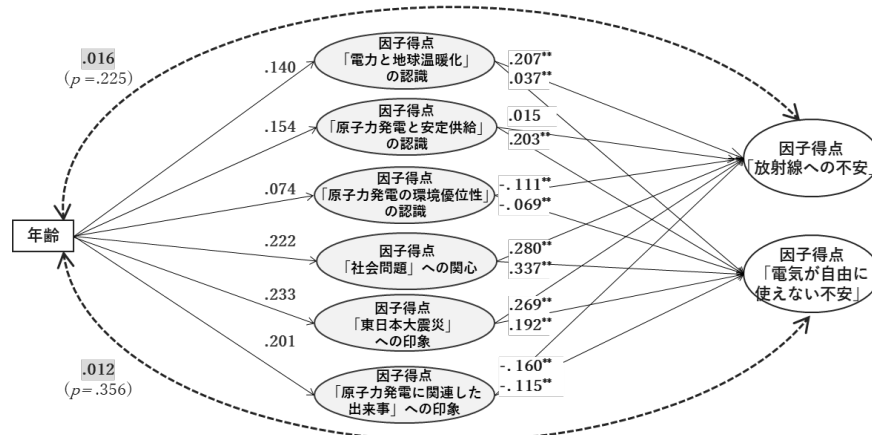 .016
(p=.225)
.140
因子得点
「電力と地球温暖化」
の認識
.207**
.037**
.154
因子得点
「原子力発電と安定供給」
の認識
.015
.203**
因子得点
「放射線への不安」
.074
因子得点
「原子力発電の環境優位性」
の認識
-.111**
-.069**
年齢
.222
因子得点
「社会問題」への関心
.280**
.337**
因子得点
「電気が自由に
使えない不安」
.233
因子得点
「東日本大震災」
への印象
.269**
.192**
.201
因子得点
「原子力発電に関連した
出来事」への印象
-.160**
-.115**
.012
(p=.356)